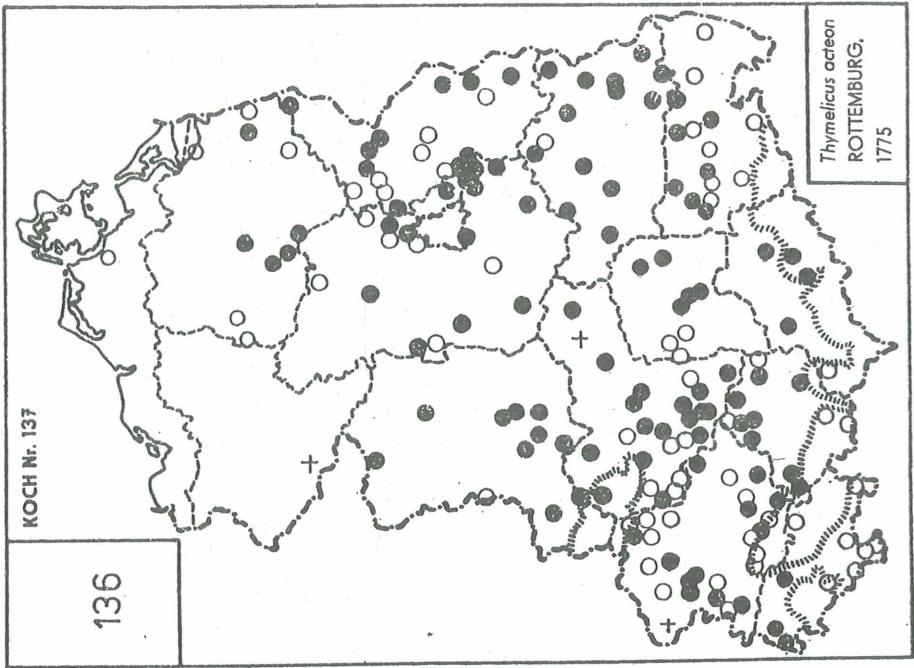 136
KOCH Nr. 137
Thymelicus acteon
ROTTEMBURG,
1775